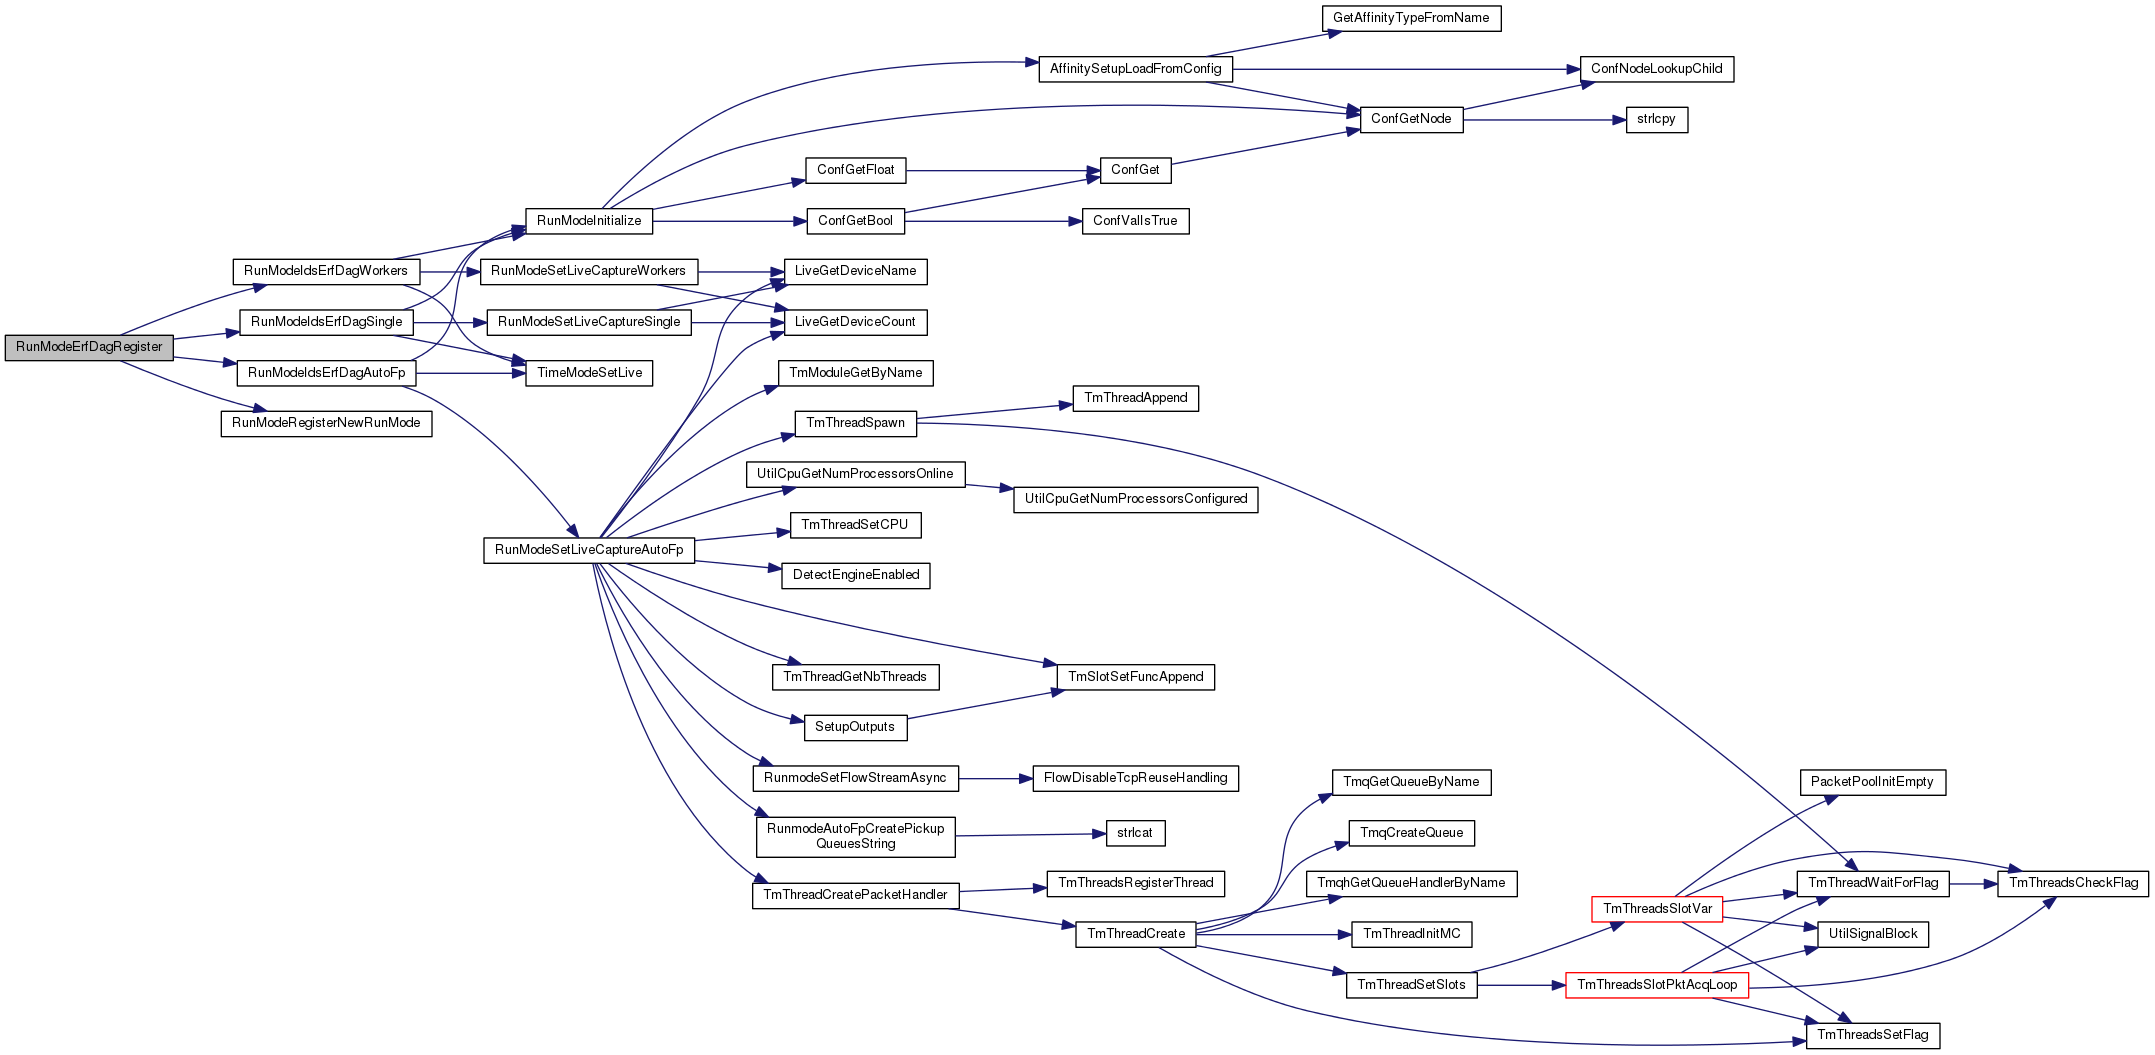 GetAffinityTypeFromName
AffinitySetupLoadFromConfig
ConfNodeLookupChild
ConfGetNode
strlcpy
ConfGetFloat
ConfGet
RunModeInitialize
ConfGetBool
ConfValIsTrue
RunModeIdsErfDagWorkers
RunModeSetLiveCaptureWorkers
LiveGetDeviceName
RunModeIdsErfDagSingle
RunModeSetLiveCaptureSingle
LiveGetDeviceCount
RunModeErfDagRegister
RunModeIdsErfDagAutoFp
TimeModeSetLive
TmModuleGetByName
TmThreadAppend
RunModeRegisterNewRunMode
TmThreadSpawn
UtilCpuGetNumProcessorsOnline
UtilCpuGetNumProcessorsConfigured
TmThreadSetCPU
RunModeSetLiveCaptureAutoFp
DetectEngineEnabled
TmThreadGetNbThreads
TmSlotSetFuncAppend
SetupOutputs
RunmodeSetFlowStreamAsync
FlowDisableTcpReuseHandling
TmqGetQueueByName
PacketPoolInitEmpty
RunmodeAutoFpCreatePickup
QueuesString
strlcat
TmqCreateQueue
TmThreadCreatePacketHandler
TmThreadsRegisterThread
TmqhGetQueueHandlerByName
TmThreadWaitForFlag
TmThreadsCheckFlag
TmThreadsSlotVar
TmThreadCreate
TmThreadInitMC
UtilSignalBlock
TmThreadSetSlots
TmThreadsSlotPktAcqLoop
TmThreadsSetFlag